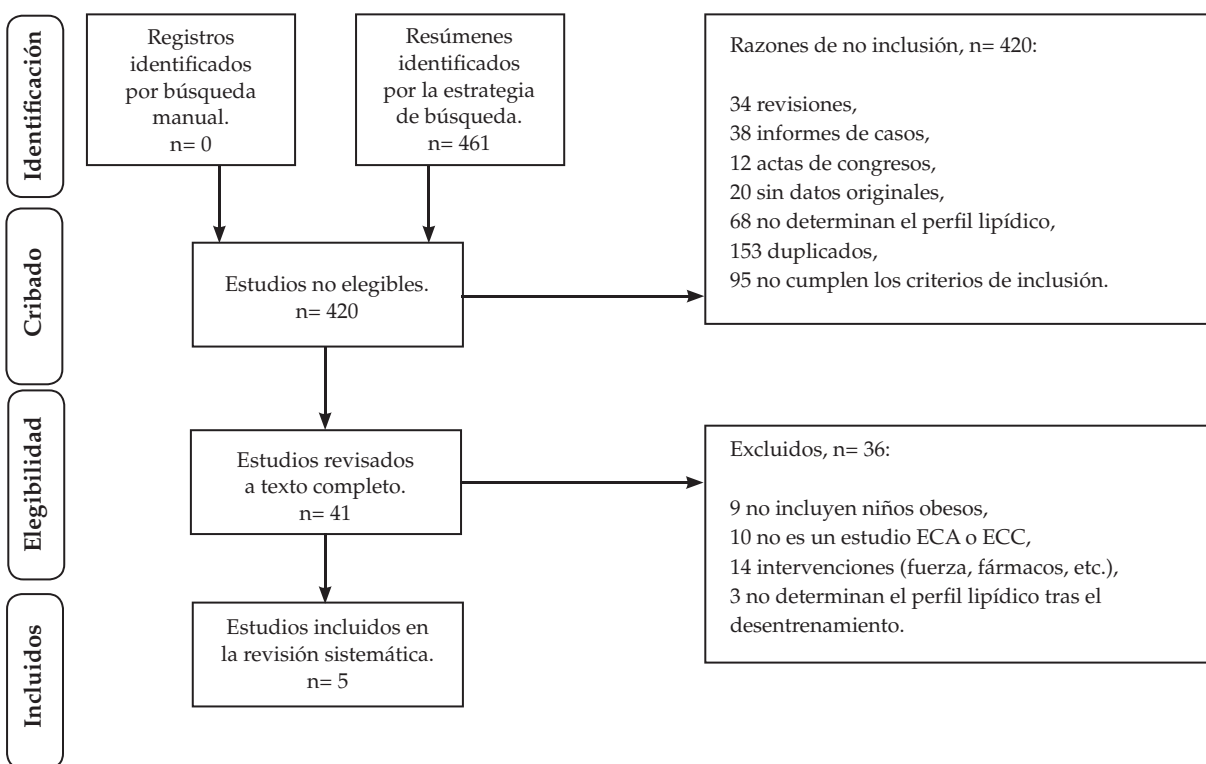 Identificación
Registros
identificados
por búsqueda
manual.
n= 0
Resúmenes
identificados
por la estrategia
de búsqueda.
n= 461
Razones de no inclusión, n= 420:
34 revisiones,
38 informes de casos,
12 actas de congresos,
20 sin datos originales,
68 no determinan el perfil lipídico,
153 duplicados,
95 no cumplen los criterios de inclusión.
Cribado
Estudios no elegibles.
n= 420
Elegibilidad
Estudios revisados
a texto completo.
n= 41
Excluidos, n= 36:
9 no incluyen niños obesos,
10 no es un estudio ECA o ECC,
14 intervenciones (fuerza, fármacos, etc.),
3 no determinan el perfil lipídico tras el
desentrenamiento.
Incluidos
Estudios incluidos en
la revisión sistemática.
n= 5